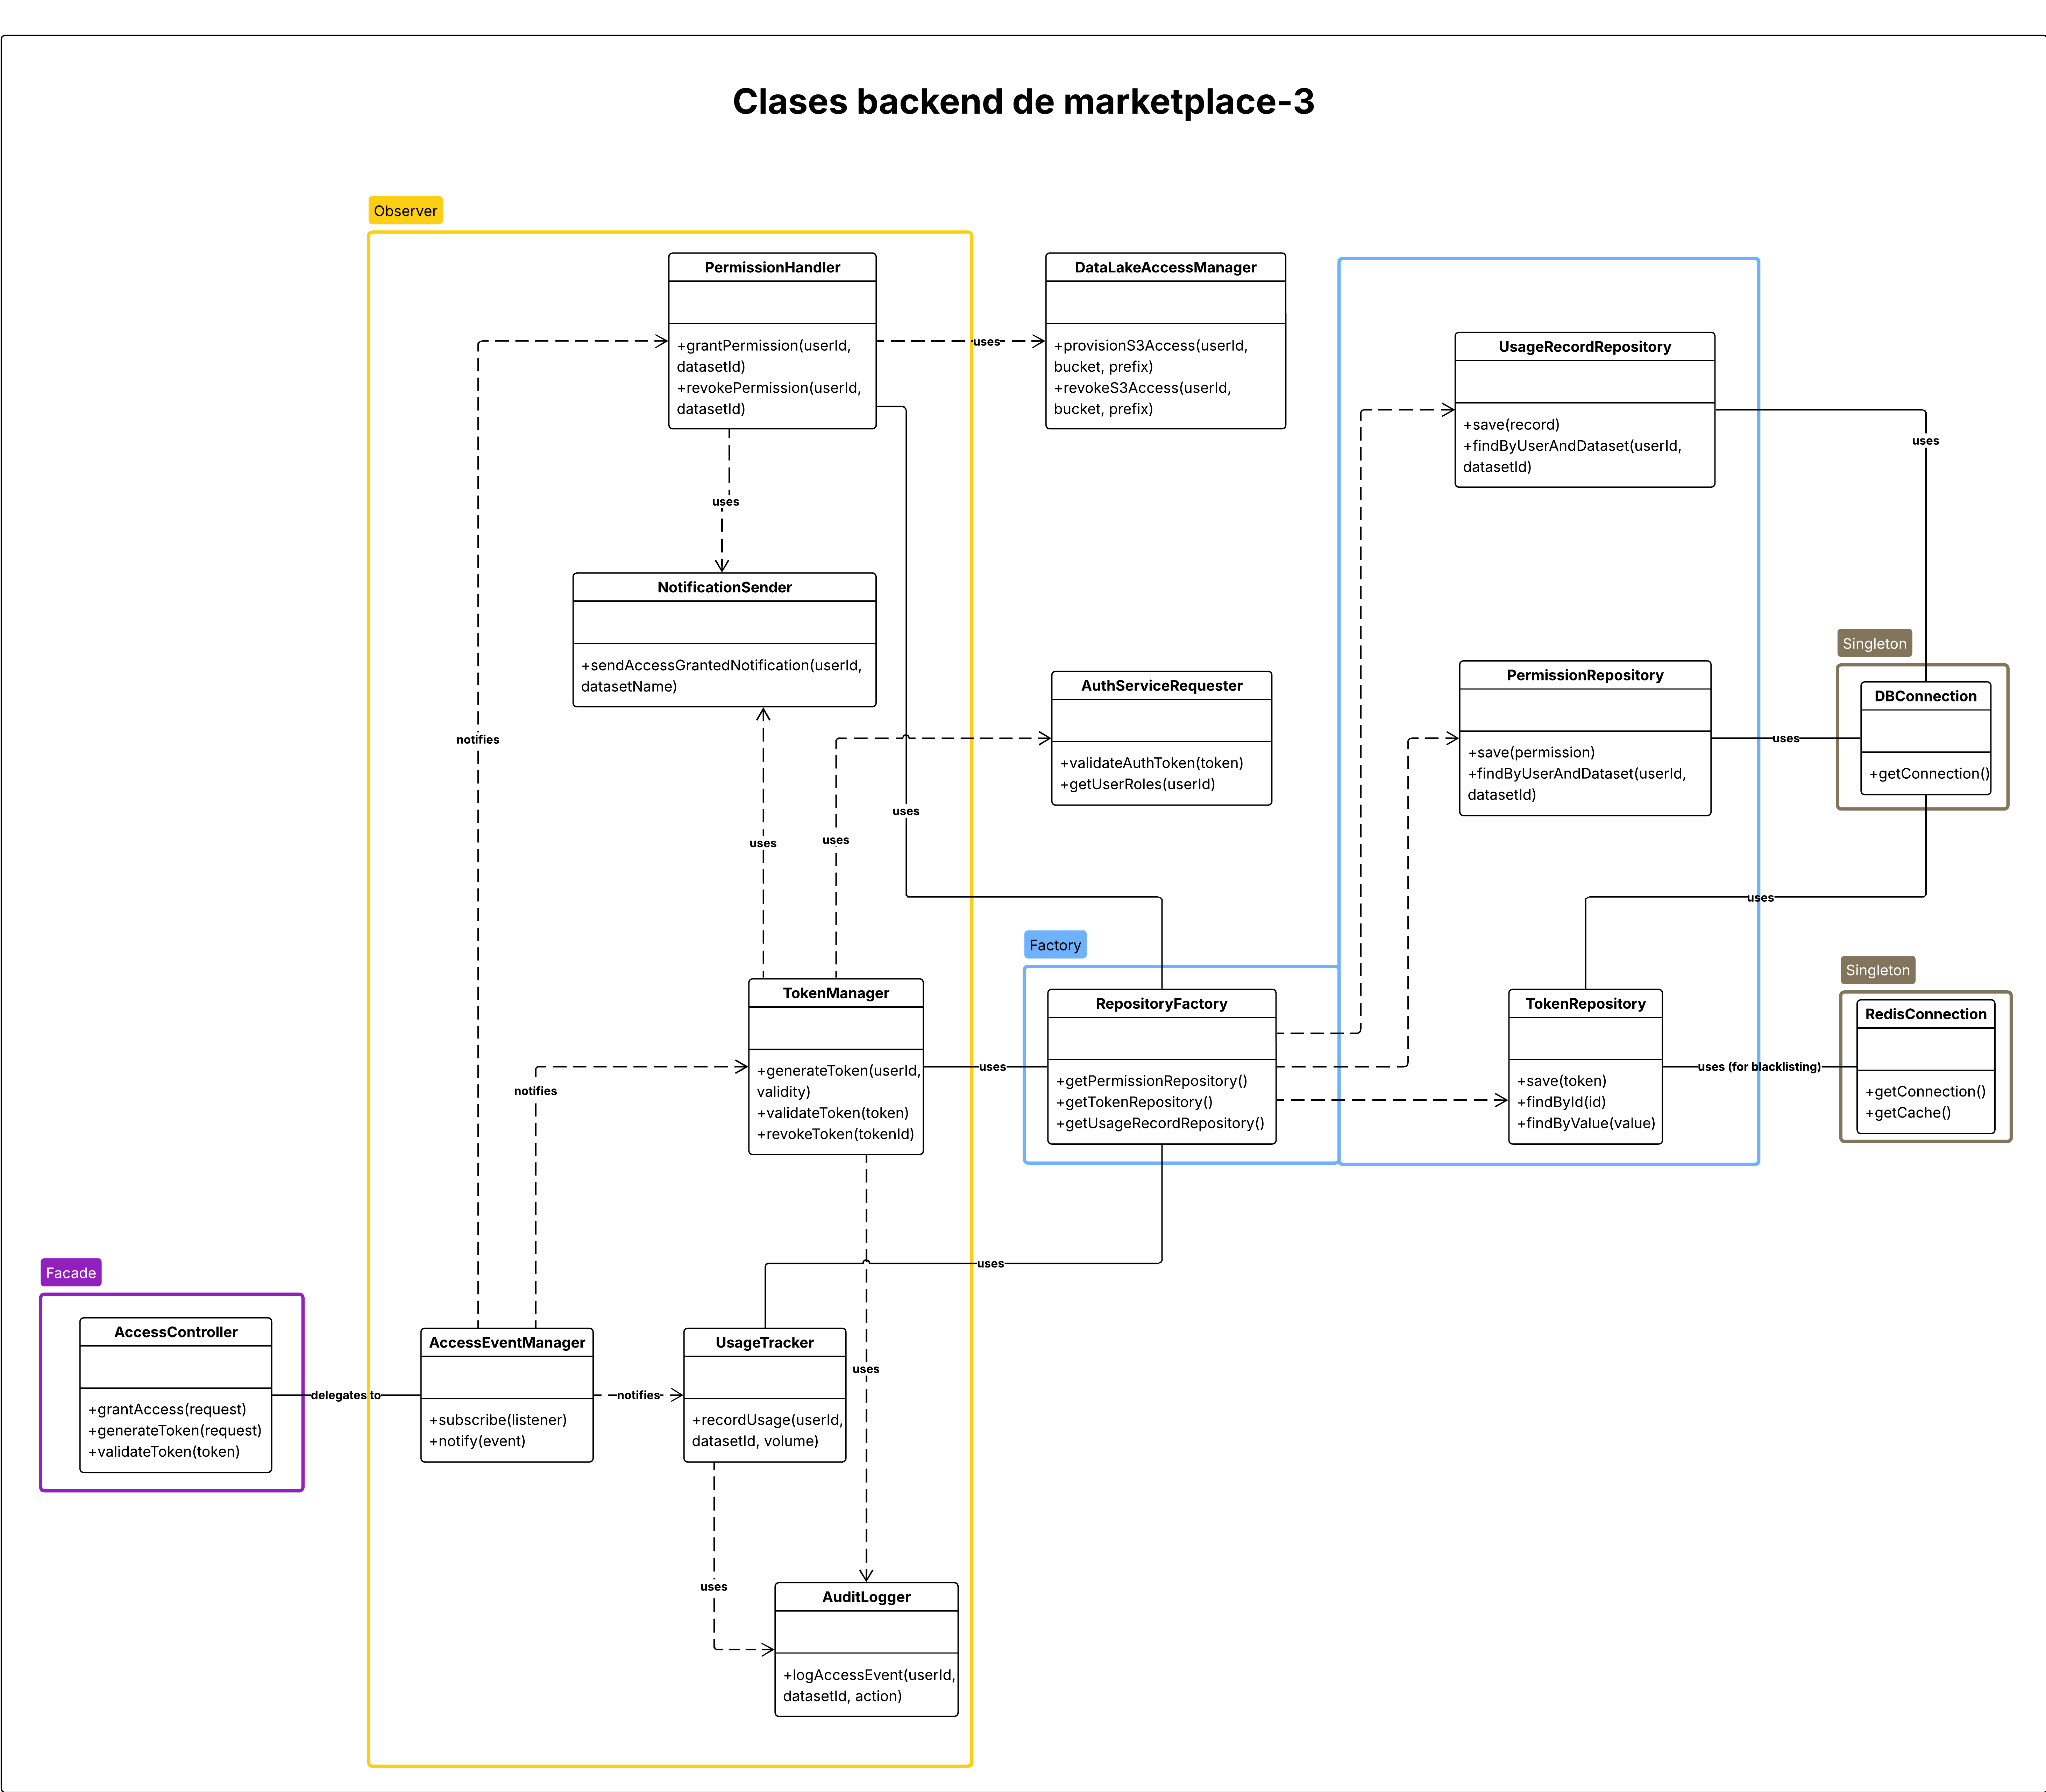 Clases backend de marketplace-3
Observer
PermissionHandler
+grantPermission(userId,
datasetId)
+revokePermission(userId,
datasetId)
uses
DataLakeAccessManager
+provisionS3Access(userId,
bucket, prefix)
+revokeS3Access(userId,
bucket, prefix)
UsageRecordRepository
+save(record)
+findByUserAndDataset(userId,
datasetId)
uses
uses
NotificationSender
+sendAccessGrantedNotification(userId,
datasetName)
notifies
uses
uses
uses
AuthServiceRequester
+validateAuthToken(token)
+getUserRoles(userId)
PermissionRepository
+save(permission)
+findByUserAndDataset(userId,
datasetId)
uses
Singleton
DBConnection
+getConnection()
uses
TokenManager
+generateToken(userId,
validity)
+validateToken(token)
+revokeToken(tokenId)
notifies
uses
Factory
RepositoryFactory
+getPermissionRepository()
+getTokenRepository()
+getUsageRecordRepository()
TokenRepository
+save(token)
+findById(id)
+findByValue(value)
uses (for blacklisting)
Singleton
RedisConnection
+getConnection()
+getCache()
uses
Facade
AccessController
+grantAccess(request)
+generateToken(request)
+validateToken(token)
delegates to
AccessEventManager
+subscribe(listener)
+notify(event)
notifies
UsageTracker
+recordUsage(userId,
datasetId, volume)
uses
uses
AuditLogger
+logAccessEvent(userId,
datasetId, action)